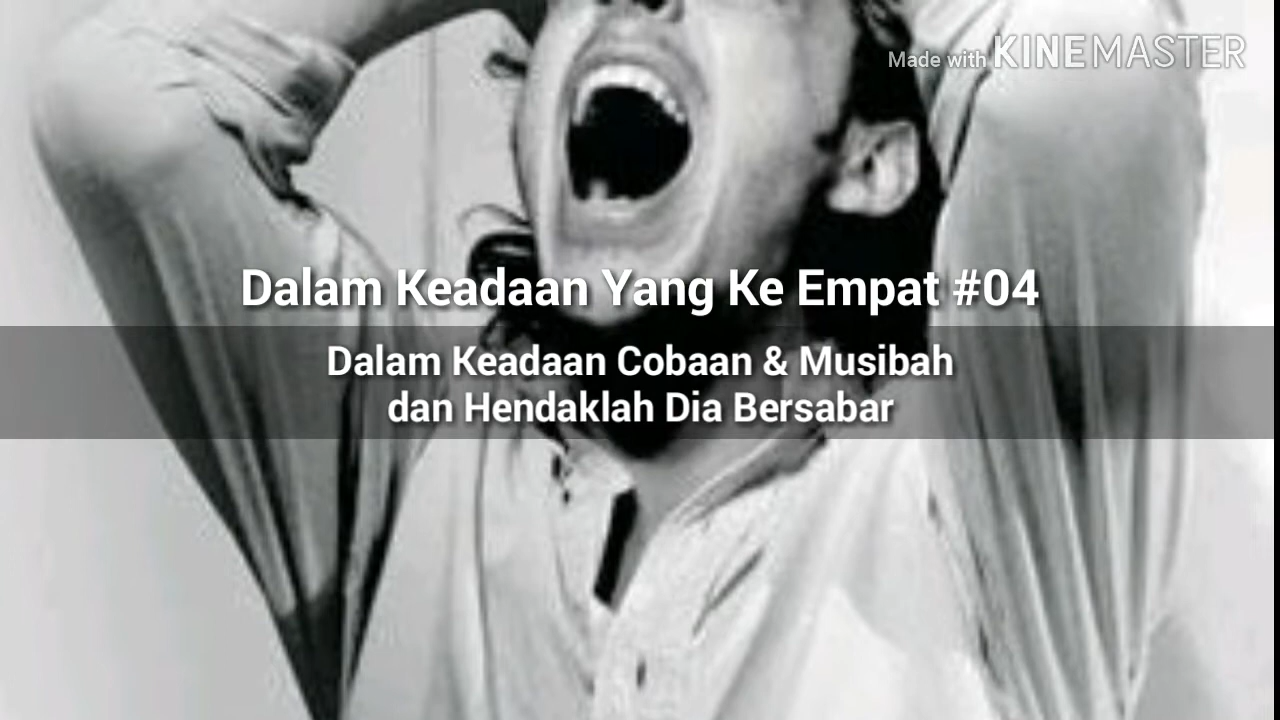 Made with KINEMASTER
Dalam Keadaan Yang Ke Empat #04
Dalam Keadaan Cobaan & Musibah
dan Hendaklah Dia Bersabar